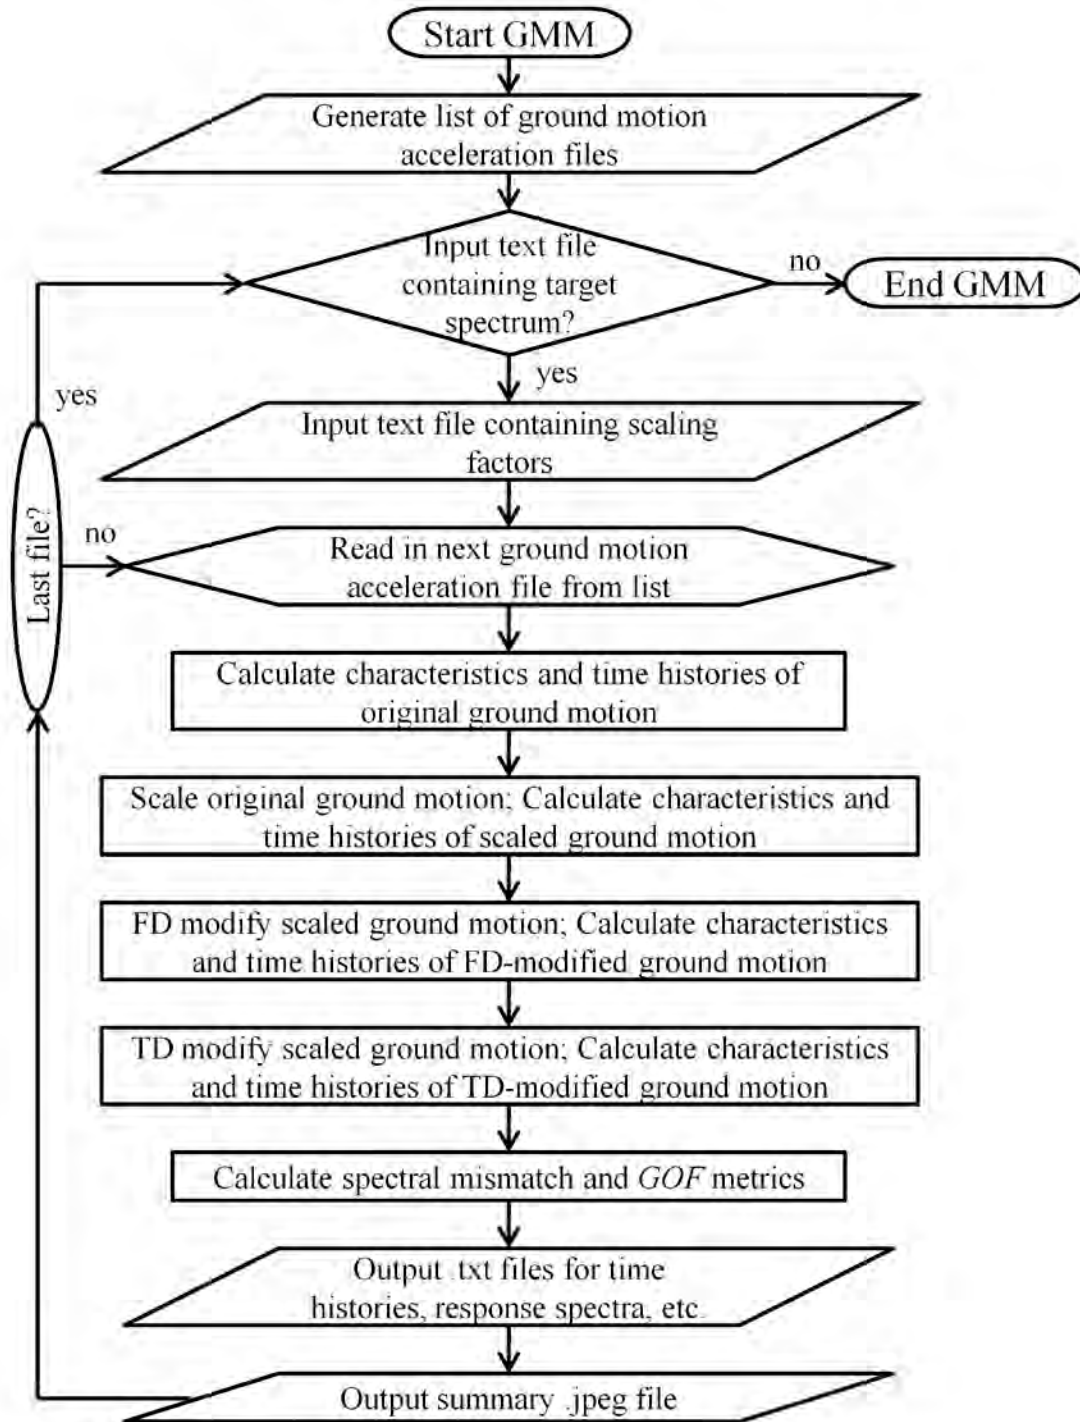 Start GMM
Generate list of ground motion
acceleration files
Input text file
containing target
spectrum?
no
End GMM
yes
yes
Input text file containing scaling
factors
Last file?
no
Read in next ground motion
acceleration file from list
Calculate characteristics and time histories of
original ground motion
Scale original ground motion; Calculate characteristics and
time histories of scaled ground motion
FD modify scaled ground motion; Calculate characteristics
and time histories of FD-modified ground motion
TD modify scaled ground motion; Calculate characteristics
and time histories of TD-modified ground motion
Calculate spectral mismatch and GOF metrics
Output .txt files for time
histories, response spectra, etc
Output summary .jpeg file